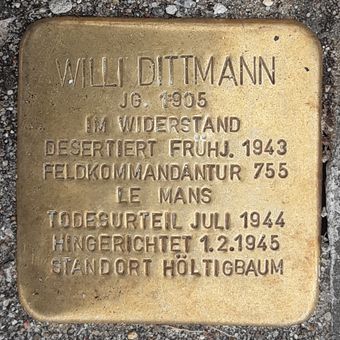 WILLI DITTMANN
JG. 1905
IM WIDERSTAND
DESERTIERT FRÜHJ. 1943
FELDKOMMANDANTUR 755
LE MANS
TODESURTEIL JULI 1944
HINGERICHTET 1.2.1945
STANDORT HÖLTIGBAUM